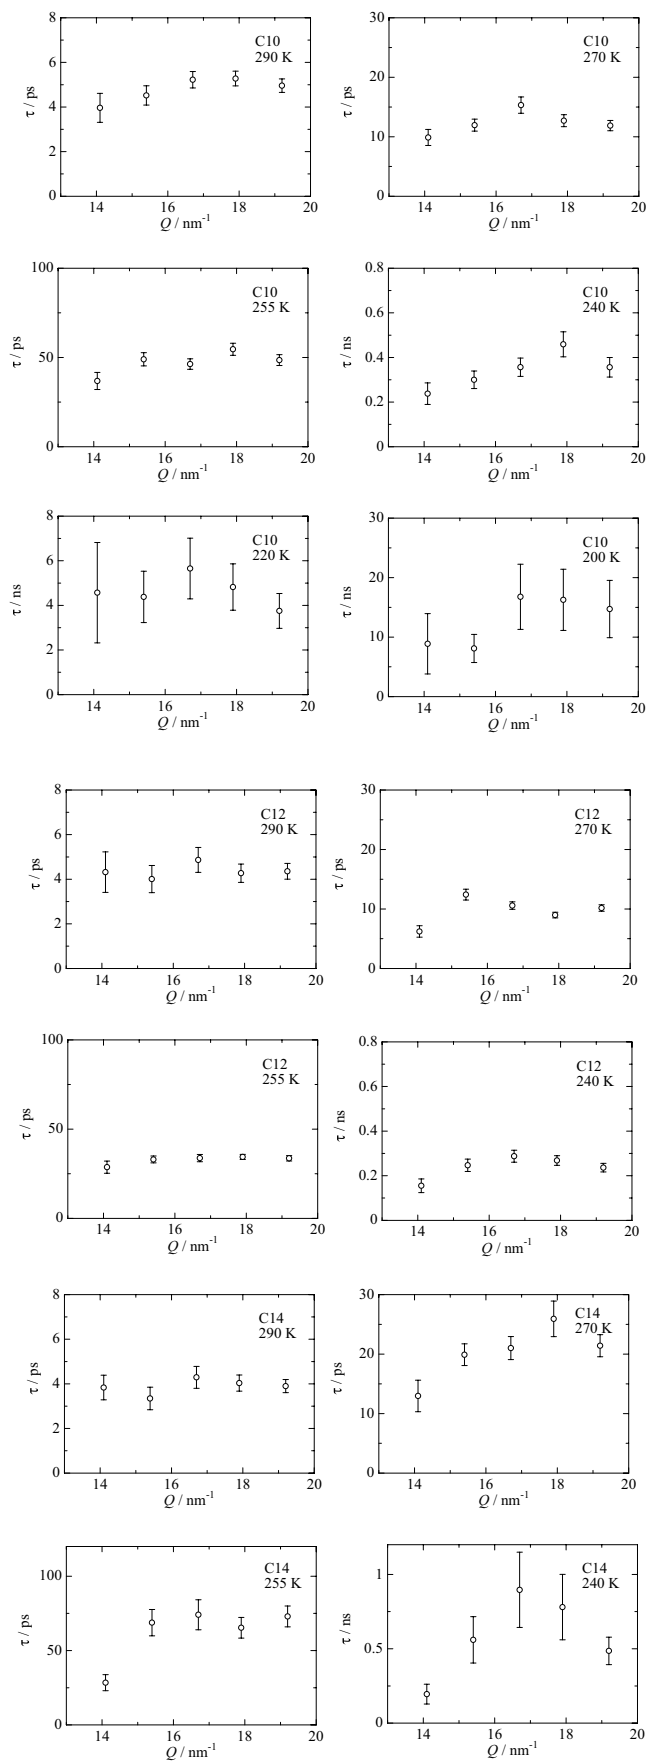 8
6
4
2
0
τ / ps
C10
290 K
14 16 18 20
Q / nm⁻¹
30
20
10
0
τ / ps
C10
270 K
14 16 18 20
Q / nm⁻¹
100
50
0
τ / ps
C10
255 K
14 16 18 20
Q / nm⁻¹
0.8
0.6
0.4
0.2
0
τ / ns
C10
240 K
14 16 18 20
Q / nm⁻¹
8
6
4
2
0
τ / ns
C10
220 K
14 16 18 20
Q / nm⁻¹
30
20
10
0
τ / ns
C10
200 K
14 16 18 20
Q / nm⁻¹
8
6
4
2
0
τ / ps
C12
290 K
14 16 18 20
Q / nm⁻¹
30
20
10
0
τ / ps
C12
270 K
14 16 18 20
Q / nm⁻¹
100
50
0
τ / ps
C12
255 K
14 16 18 20
Q / nm⁻¹
0.8
0.6
0.4
0.2
0
τ / ns
C12
240 K
14 16 18 20
Q / nm⁻¹
8
6
4
2
0
τ / ps
C14
290 K
14 16 18 20
Q / nm⁻¹
30
20
10
0
τ / ps
C14
270 K
14 16 18 20
Q / nm⁻¹
100
50
0
τ / ps
C14
255 K
14 16 18 20
Q / nm⁻¹
1
0.5
0
τ / ns
C14
240 K
14 16 18 20
Q / nm⁻¹